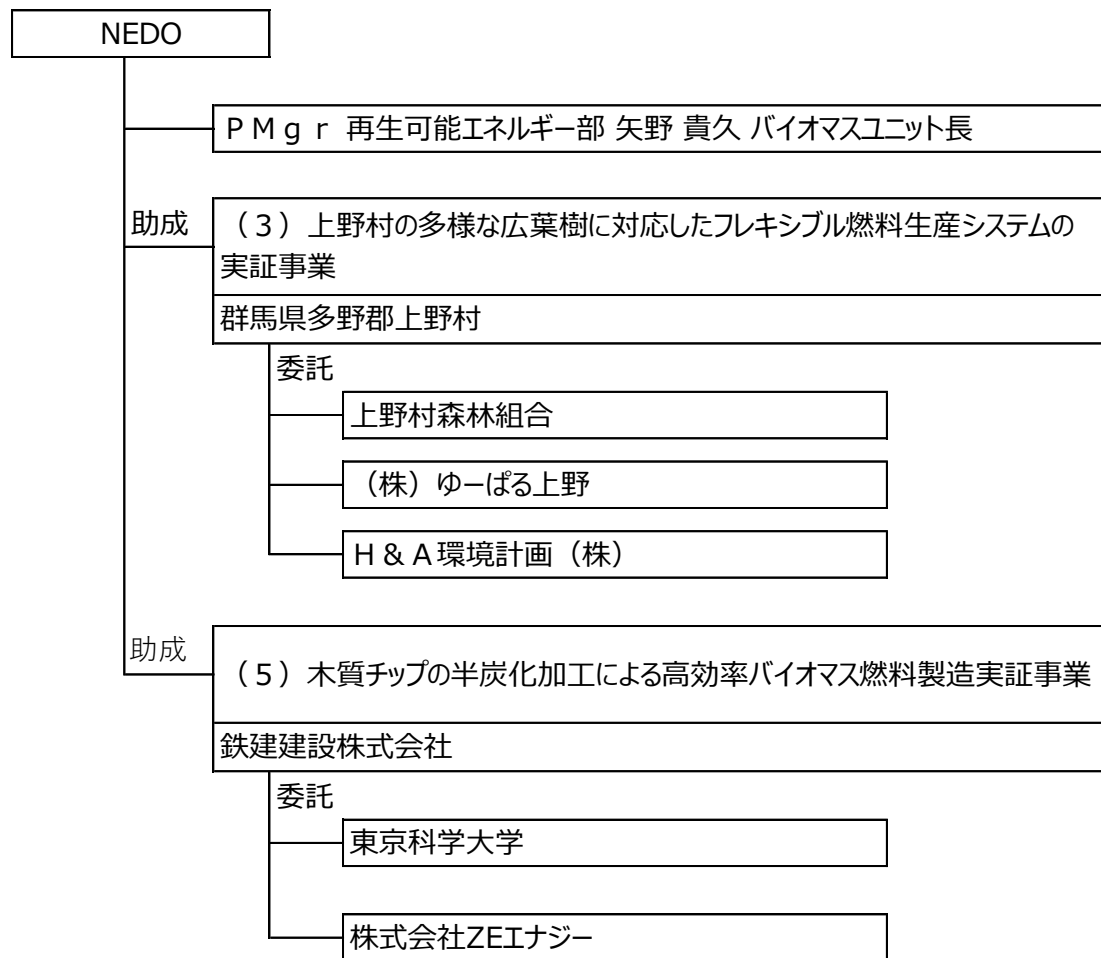 NEDO
ＰＭｇｒ 再生可能エネルギー部 矢野 貴久 バイオマスユニット長
助成
（３）上野村の多様な広葉樹に対応したフレキシブル燃料生産システムの
実証事業
群馬県多野郡上野村
委託
上野村森林組合
（株）ゆーぱる上野
Ｈ＆Ａ環境計画（株）
助成
（５）木質チップの半炭化加工による高効率バイオマス燃料製造実証事業
鉄建建設株式会社
委託
東京科学大学
株式会社ZEエナジー